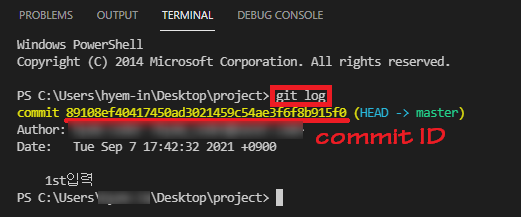 PROBLEMS OUTPUT TERMINAL DEBUG CONSOLE
Windows PowerShell
Copyright (C) 2014 Microsoft Corporation. All rights reserved.
PS C:\Users\hyem-in\Desktop\project> git log
commit 89108ef40417450ad3021459c54ae3f6f8b915f0 (HEAD -> master)
Author:
commit ID
Date: Tue Sep 7 17:42:32 2021 +0900
1st입력
PS C:\Users\ \Desktop\project>